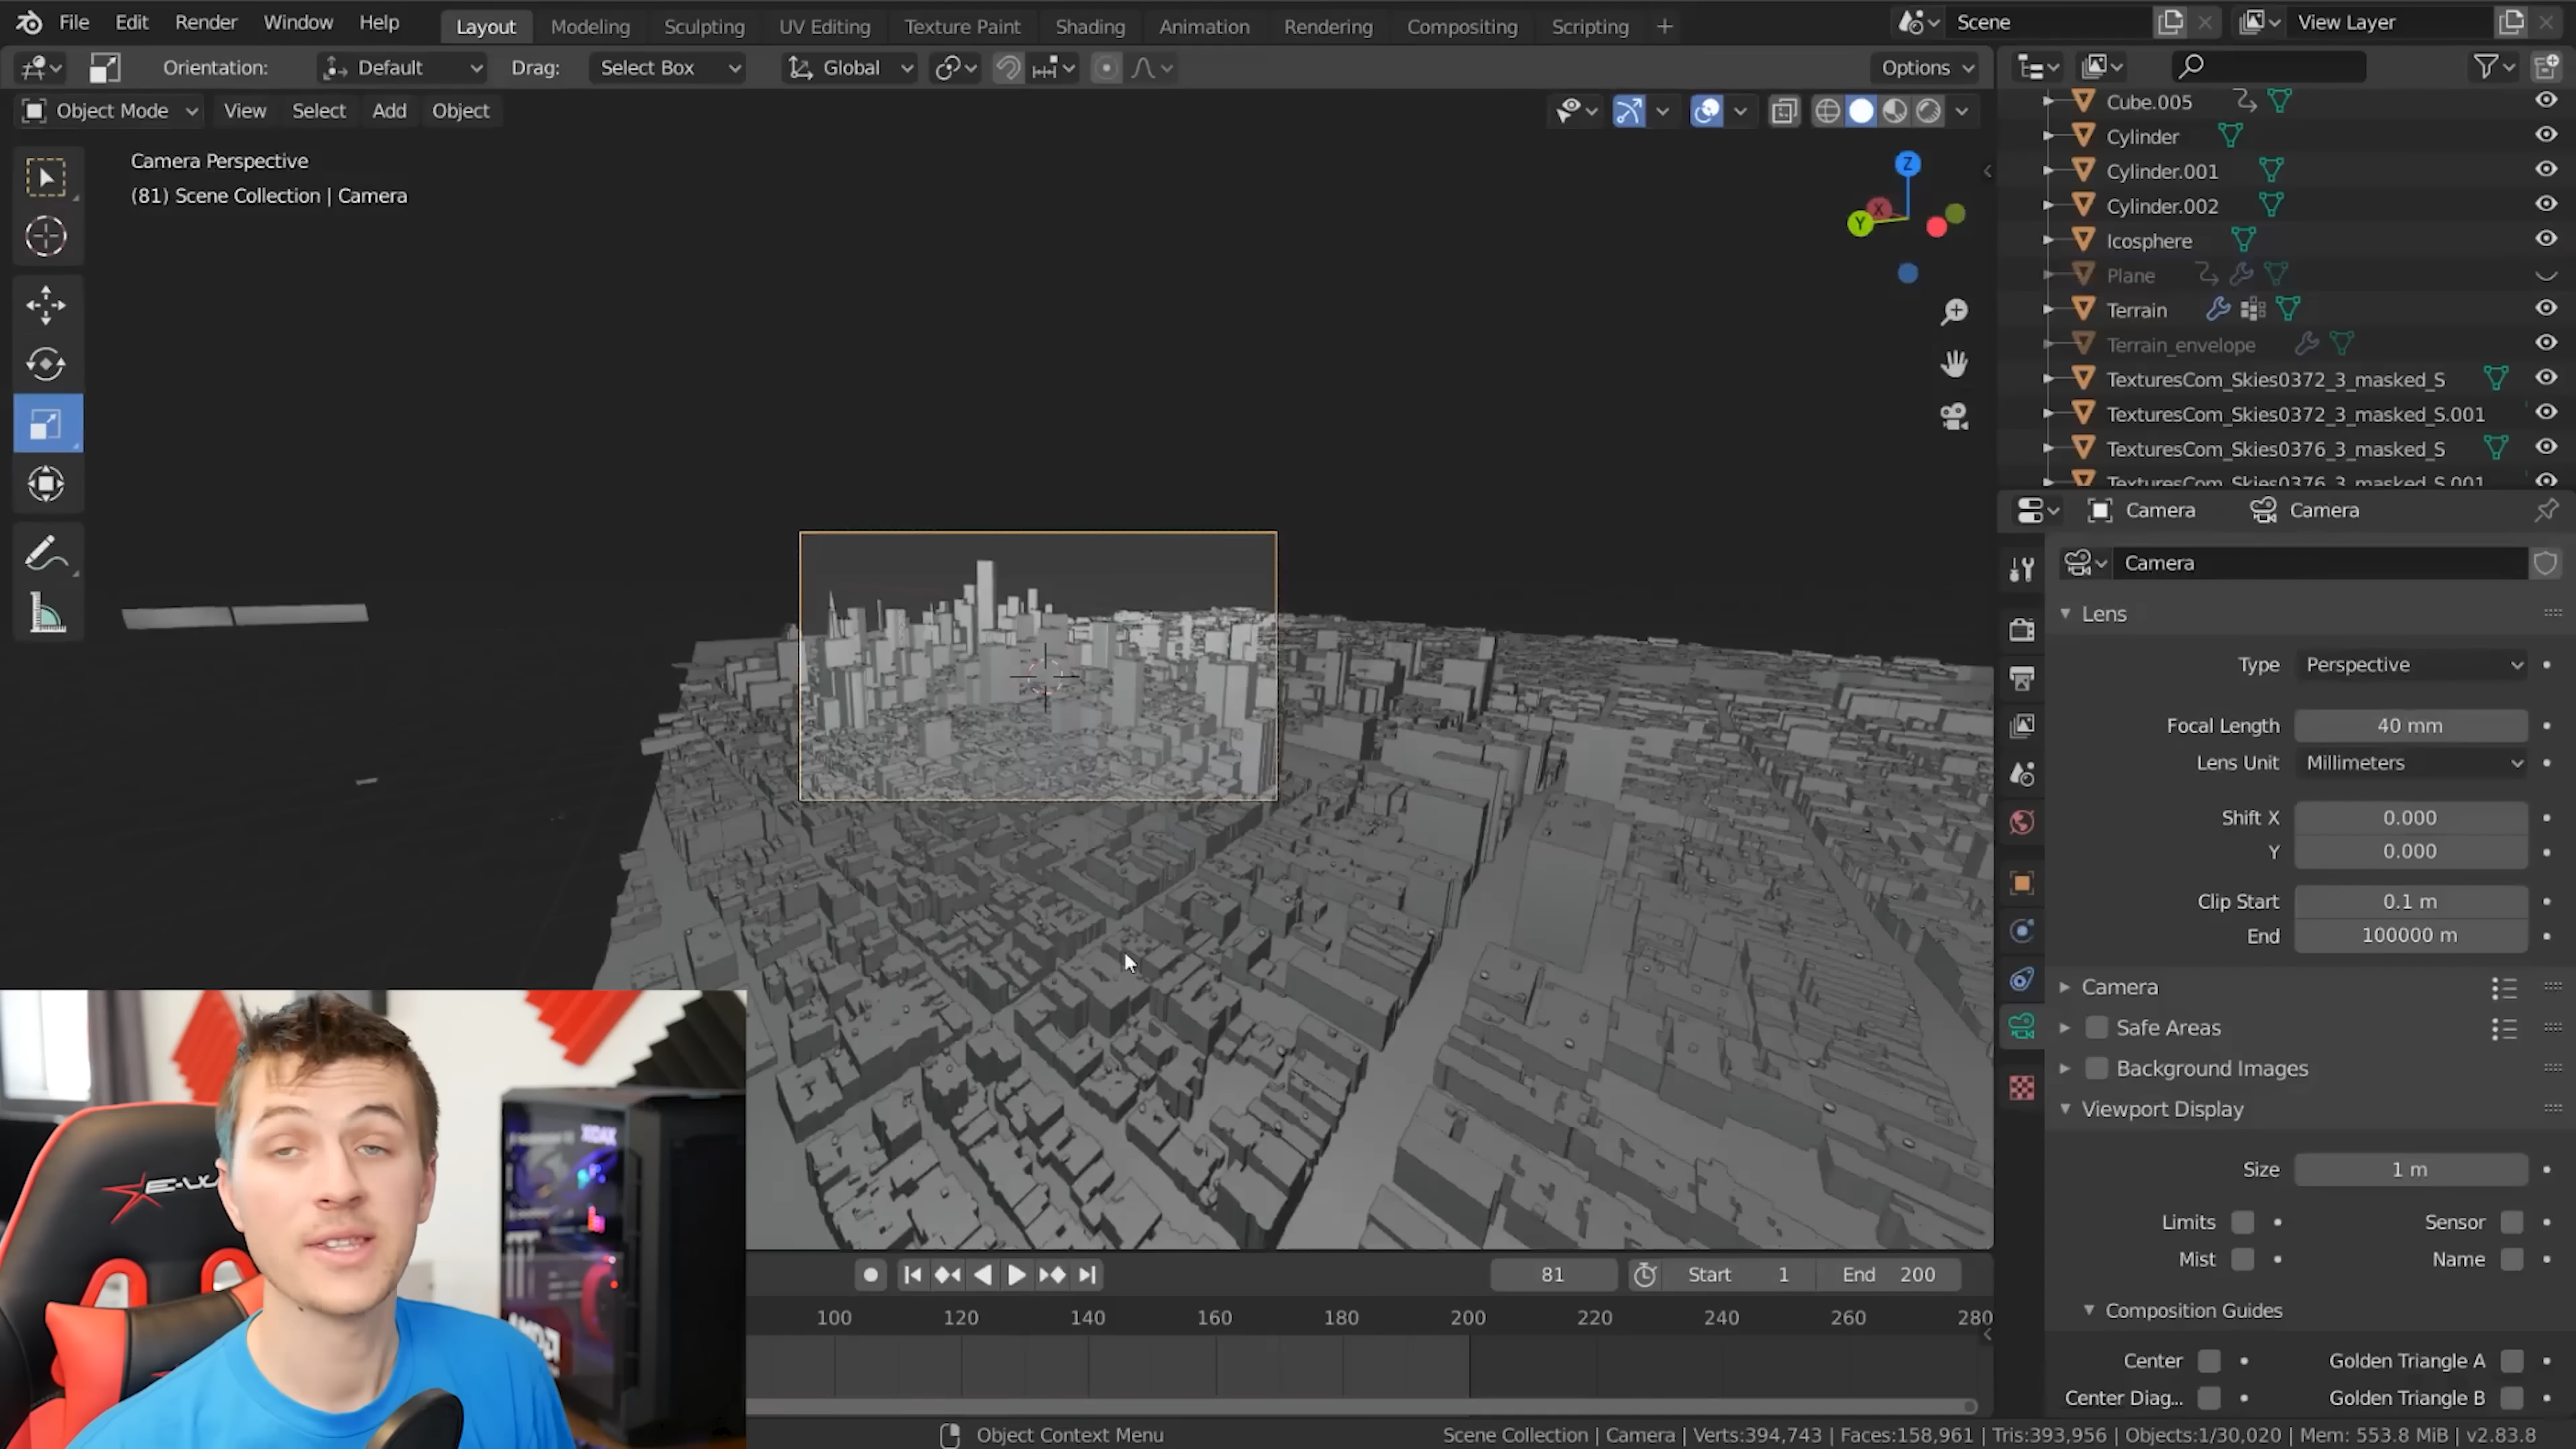 File Edit Render Window Help Layout Modeling Sculpting UV Editing Texture Paint Shading Animation Rendering Compositing Scripting + Scene View Layer
Orientation: Default Drag: Select Box Global Options
Object Mode View Select Add Object
Camera Perspective
(81) Scene Collection | Camera
Z
X
Y
Cube.005
Cylinder
Cylinder.001
Cylinder.002
Icosphere
Plane
Terrain
Terrain_envelope
TexturesCom_Skies0372_3_masked_S
TexturesCom_Skies0372_3_masked_S.001
TexturesCom_Skies0376_3_masked_S
TexturesCom_Skies0376_3_masked_S.001
Camera Camera
Camera
Lens
Type Perspective
Focal Length 40 mm
Lens Unit Millimeters
Shift X 0.000
Y 0.000
Clip Start 0.1 m
End 100000 m
Camera
Safe Areas
Background Images
Viewport Display
Size 1 m
Limits Sensor
Mist Name
Composition Guides
Center Golden Triangle A
Center Diag... Golden Triangle B
81 Start 1 End 200
100 120 140 160 180 200 220 240 260 280
Object Context Menu
Scene Collection | Camera | Verts:394,743 | Faces:158,961 | Tris:393,956 | Objects:1/30,020 | Mem: 553.8 MiB | v2.83.8